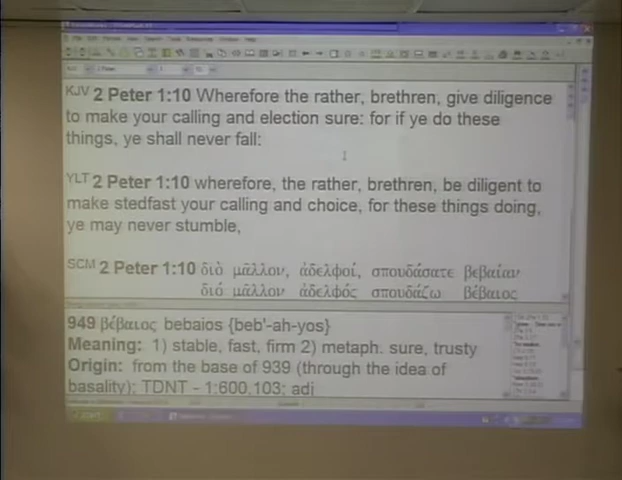 KJV 2 Peter 1:10 Wherefore the rather, brethren, give diligence
to make your calling and election sure: for if ye do these
things, ye shall never fall:
YLT 2 Peter 1:10 wherefore, the rather, brethren, be diligent to
make stedfast your calling and choice, for these things doing,
ye may never stumble,
SCM 2 Peter 1:10 διὸ μᾶλλον, ἀδελφοί, σπουδάσατε βεβαίαν
διό μᾶλλον ἀδελφός σπουδάζω βέβαιος
949 βέβαιος bebaios {beb'-ah-yos}
Meaning: 1) stable, fast, firm 2) metaph. sure, trusty
Origin: from the base of 939 (through the idea of
basality); TDNT - 1:600,103; adj